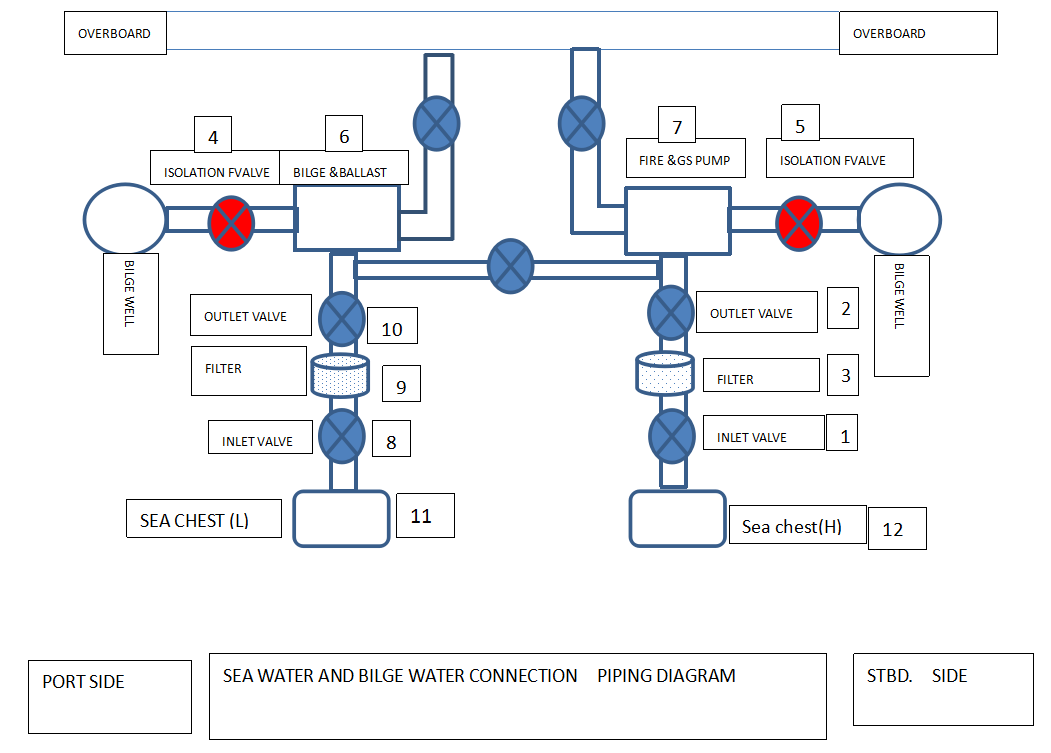 OVERBOARD
OVERBOARD
4
6
7
5
ISOLATION FVALVE
BILGE &BALLAST
FIRE &GS PUMP
ISOLATION FVALVE
BILGE WELL
BILGE WELL
OUTLET VALVE
10
OUTLET VALVE
2
FILTER
9
FILTER
3
INLET VALVE
8
INLET VALVE
1
SEA CHEST (L)
11
Sea chest(H)
12
PORT SIDE
SEA WATER AND BILGE WATER CONNECTION PIPING DIAGRAM
STBD. SIDE